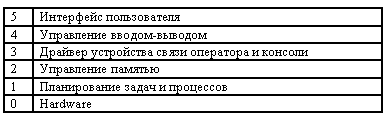 5 Интерфейс пользователя
4 Управление вводом-выводом
3 Драйвер устройства связи оператора и консоли
2 Управление памятью
1 Планирование задач и процессов
0 Hardware